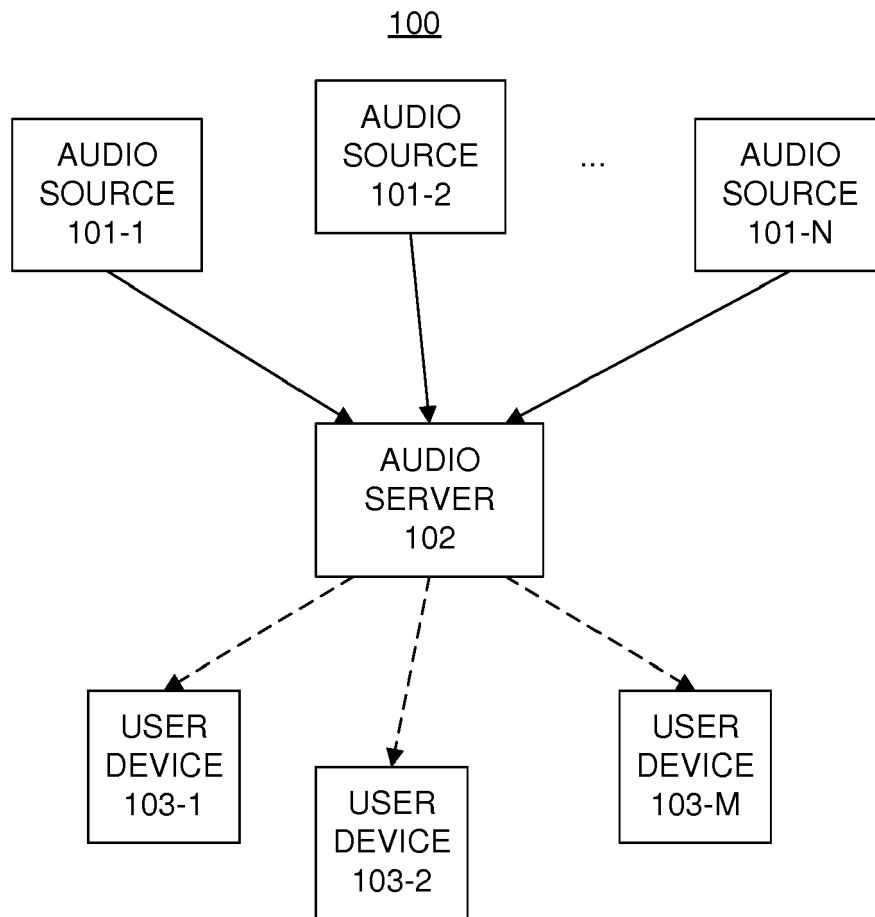 100
AUDIO
SOURCE
101-1
AUDIO
SOURCE
101-2
...
AUDIO
SOURCE
101-N
AUDIO
SERVER
102
USER
DEVICE
103-1
USER
DEVICE
103-2
USER
DEVICE
103-M